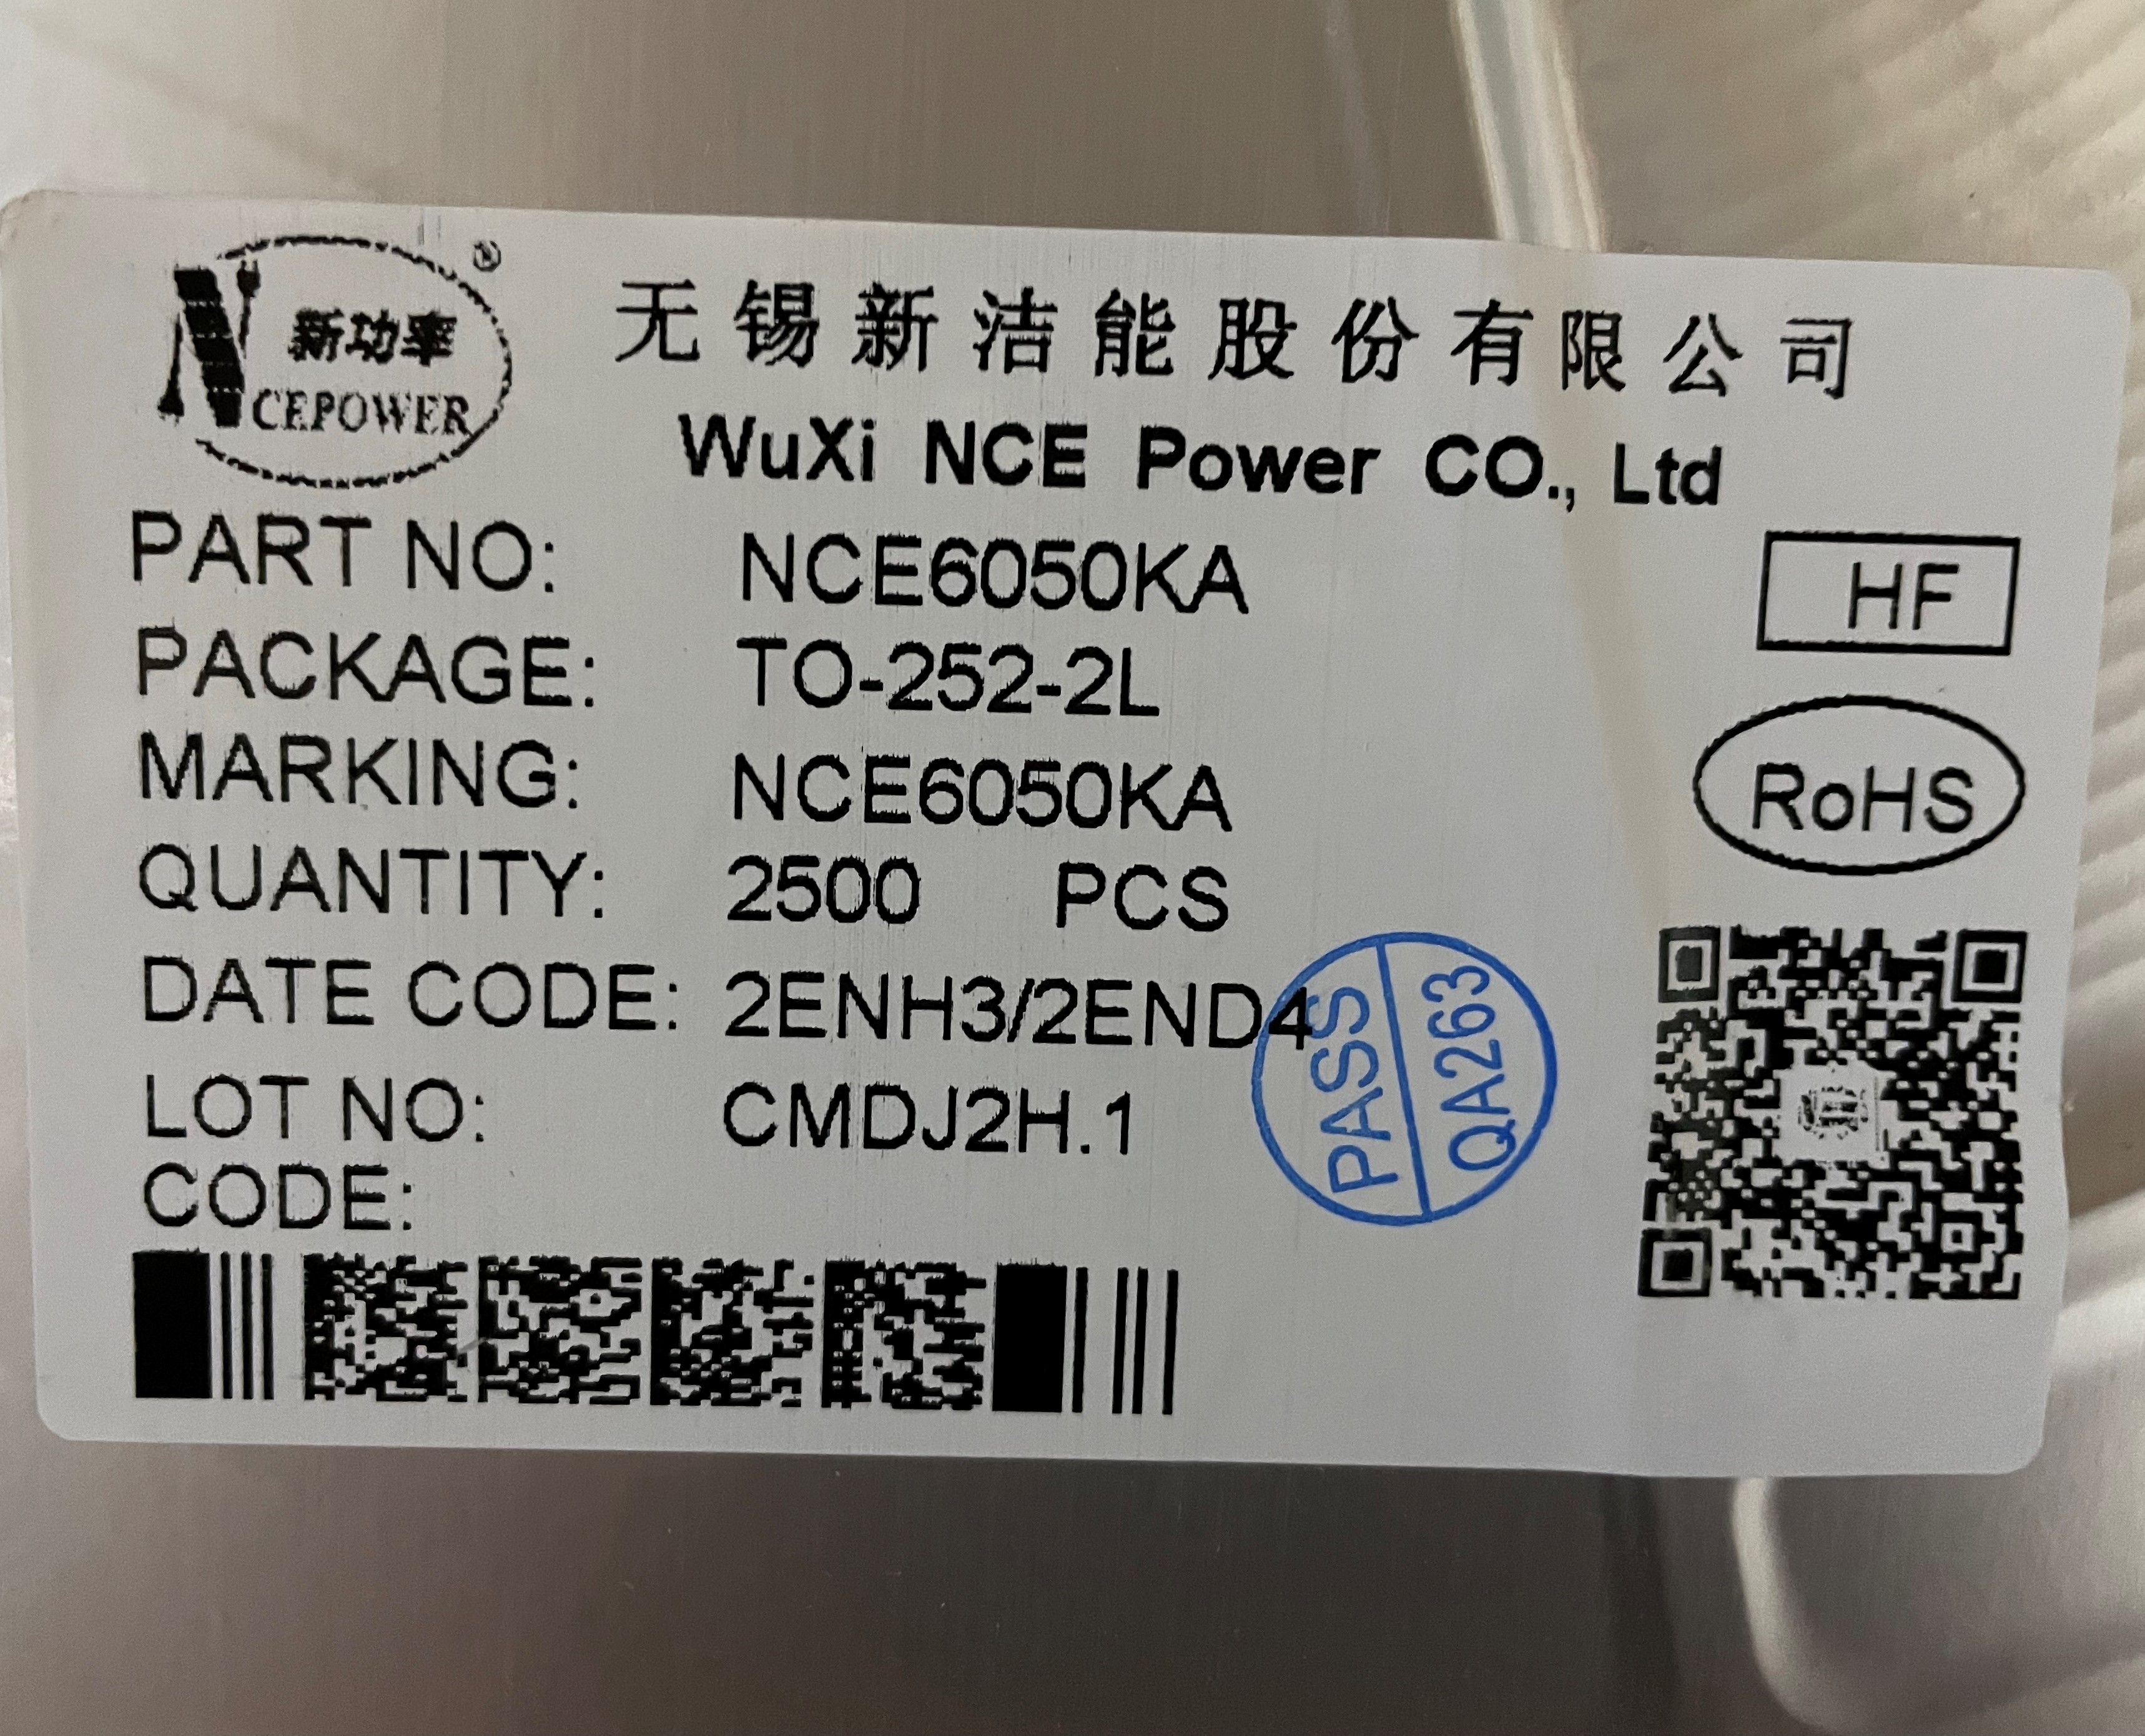 新功率
NCEPOWER
®
无锡新洁能股份有限公司
WuXi NCE Power CO., Ltd
PART NO: NCE6050KA
HF
PACKAGE: TO-252-2L
MARKING: NCE6050KA
RoHS
QUANTITY: 2500 PCS
DATE CODE: 2ENH3/2END4
LOT NO: CMDJ2H.1
CODE:
PASS
QA263